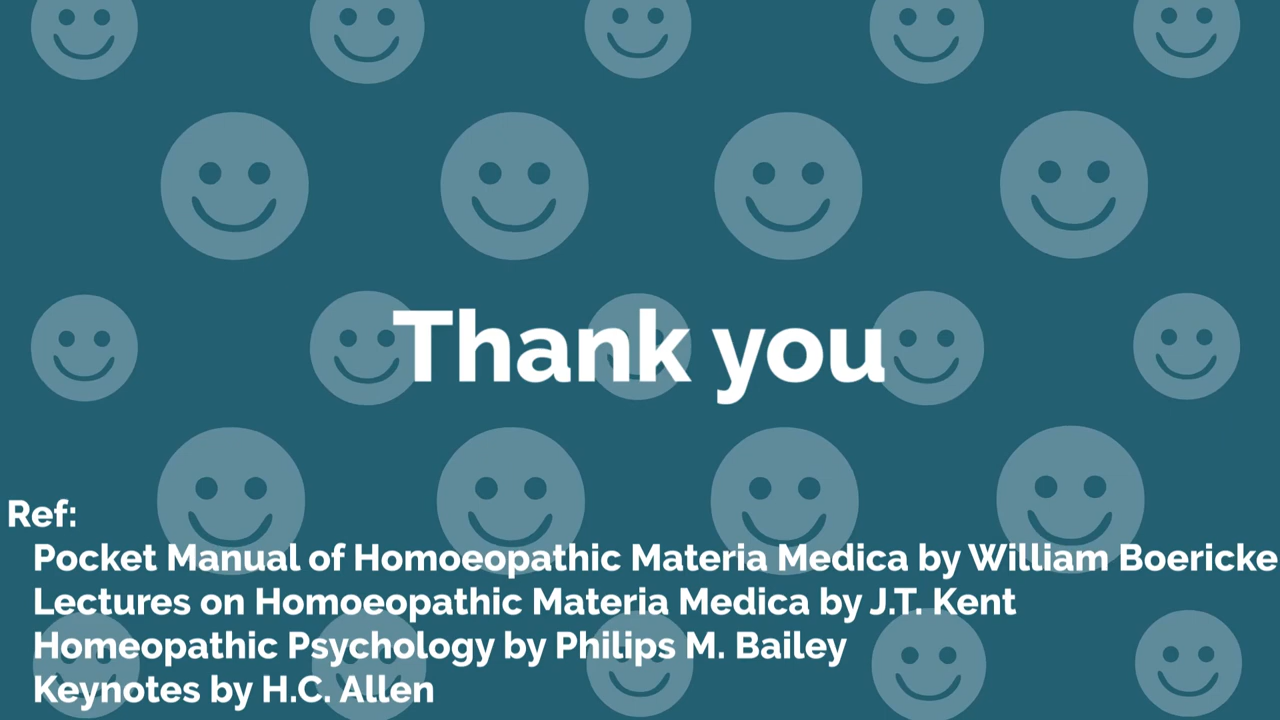 Thank you
Ref:
Pocket Manual of Homoeopathic Materia Medica by William Boericke
Lectures on Homoeopathic Materia Medica by J.T. Kent
Homeopathic Psychology by Philips M. Bailey
Keynotes by H.C. Allen